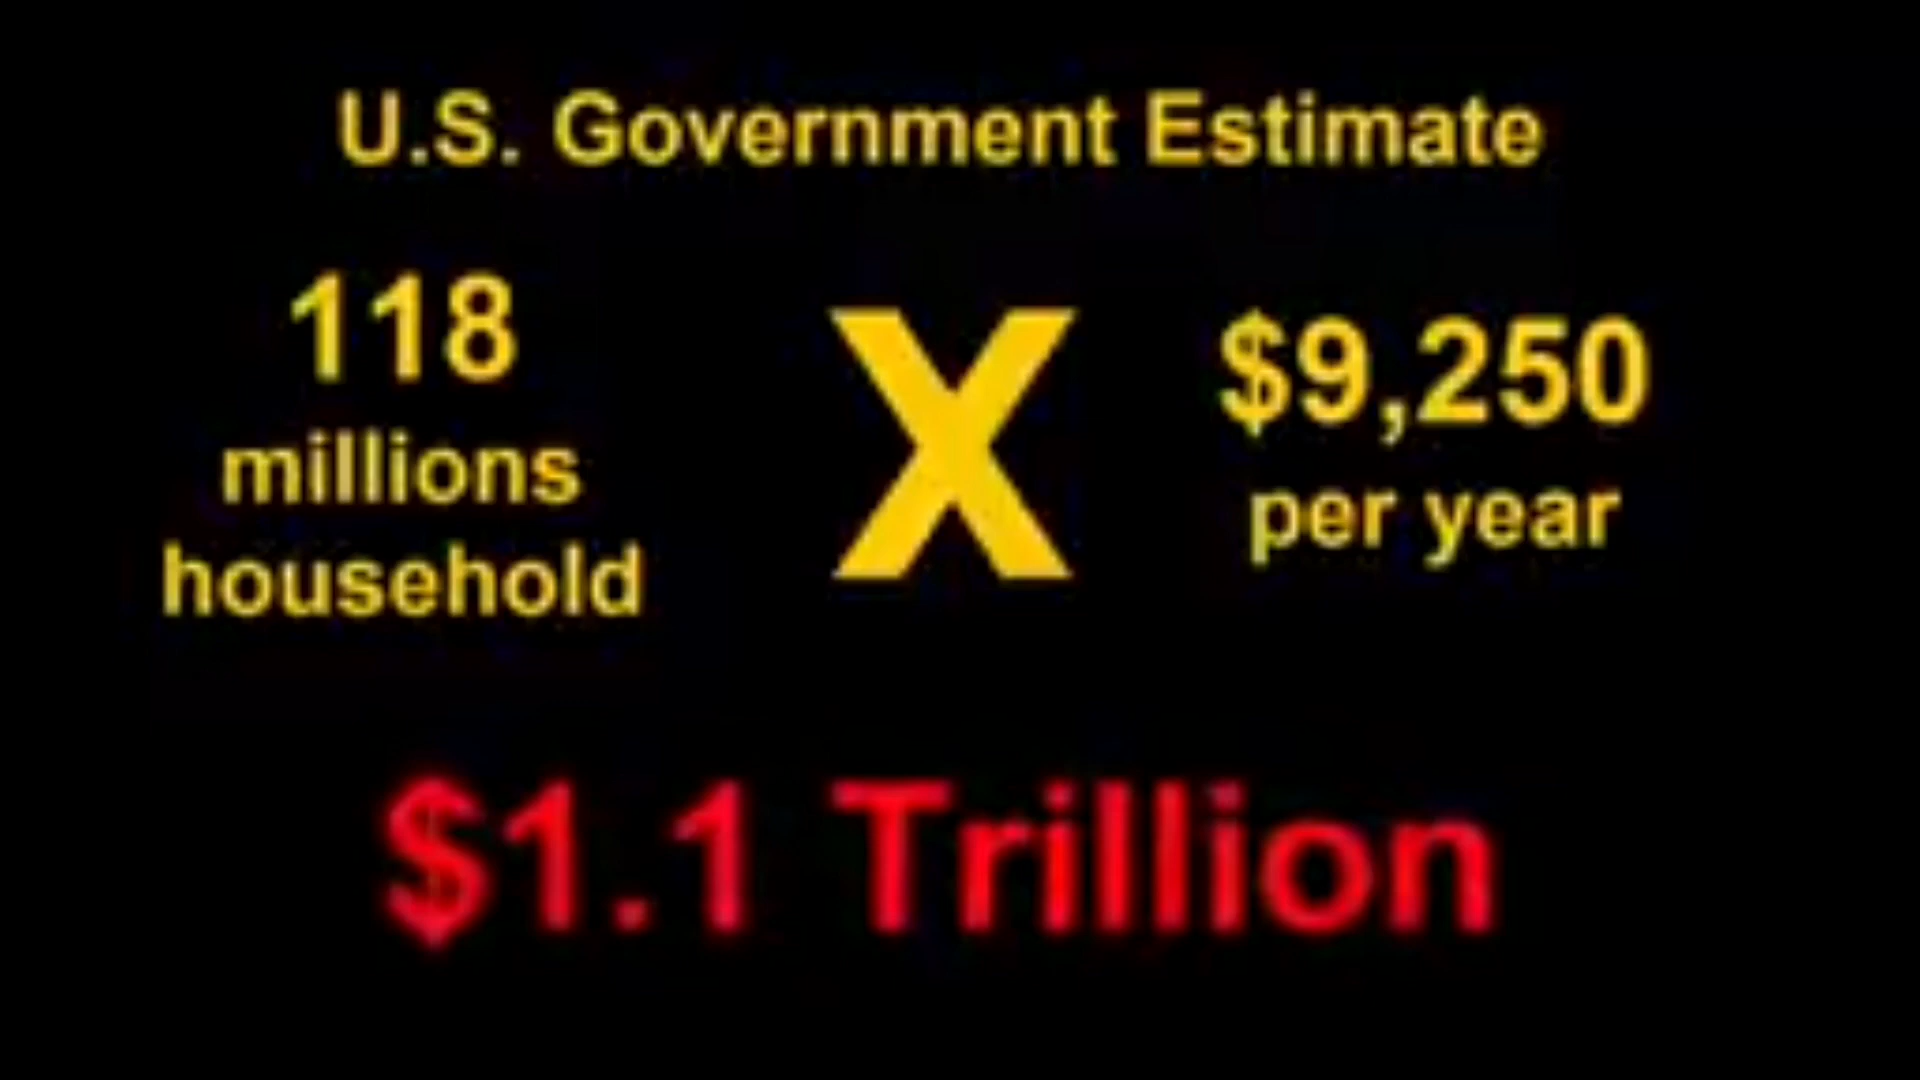 U.S. Government Estimate
118
millions
household
X
$9,250
per year
$1.1 Trillion